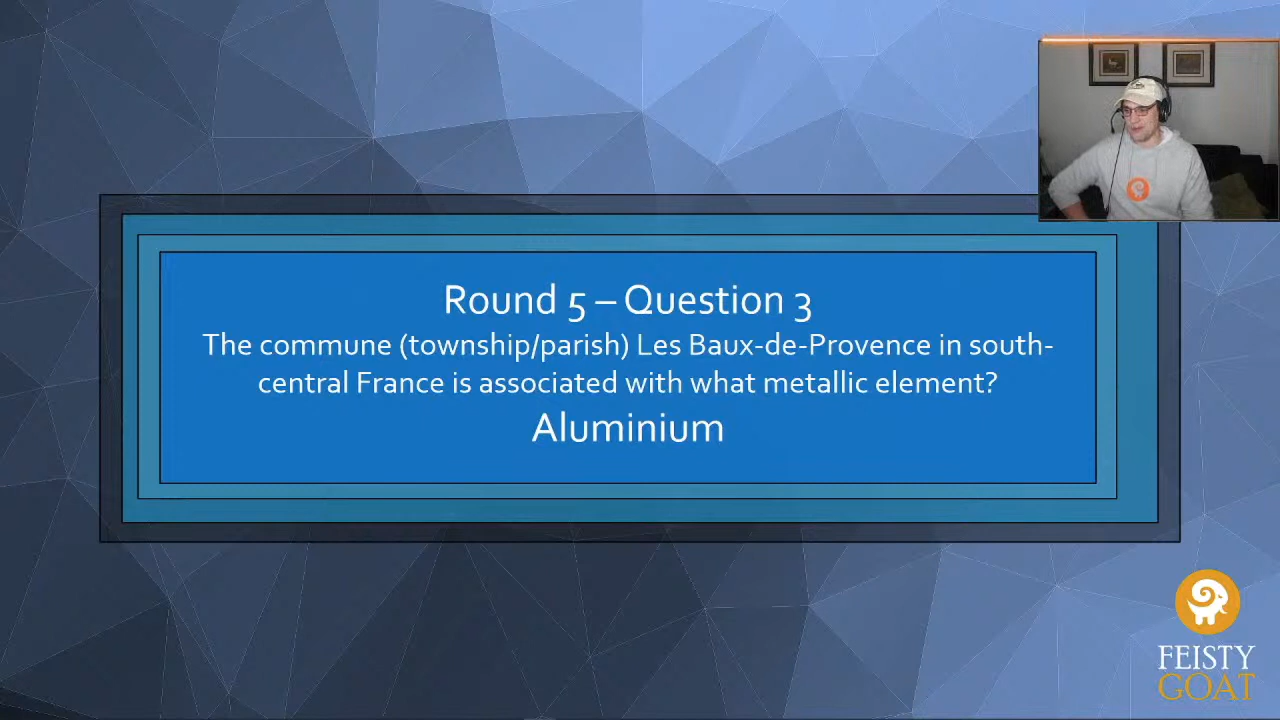 Round 5 – Question 3
The commune (township/parish) Les Baux-de-Provence in south-
central France is associated with what metallic element?
Aluminium
FEISTY
GOAT